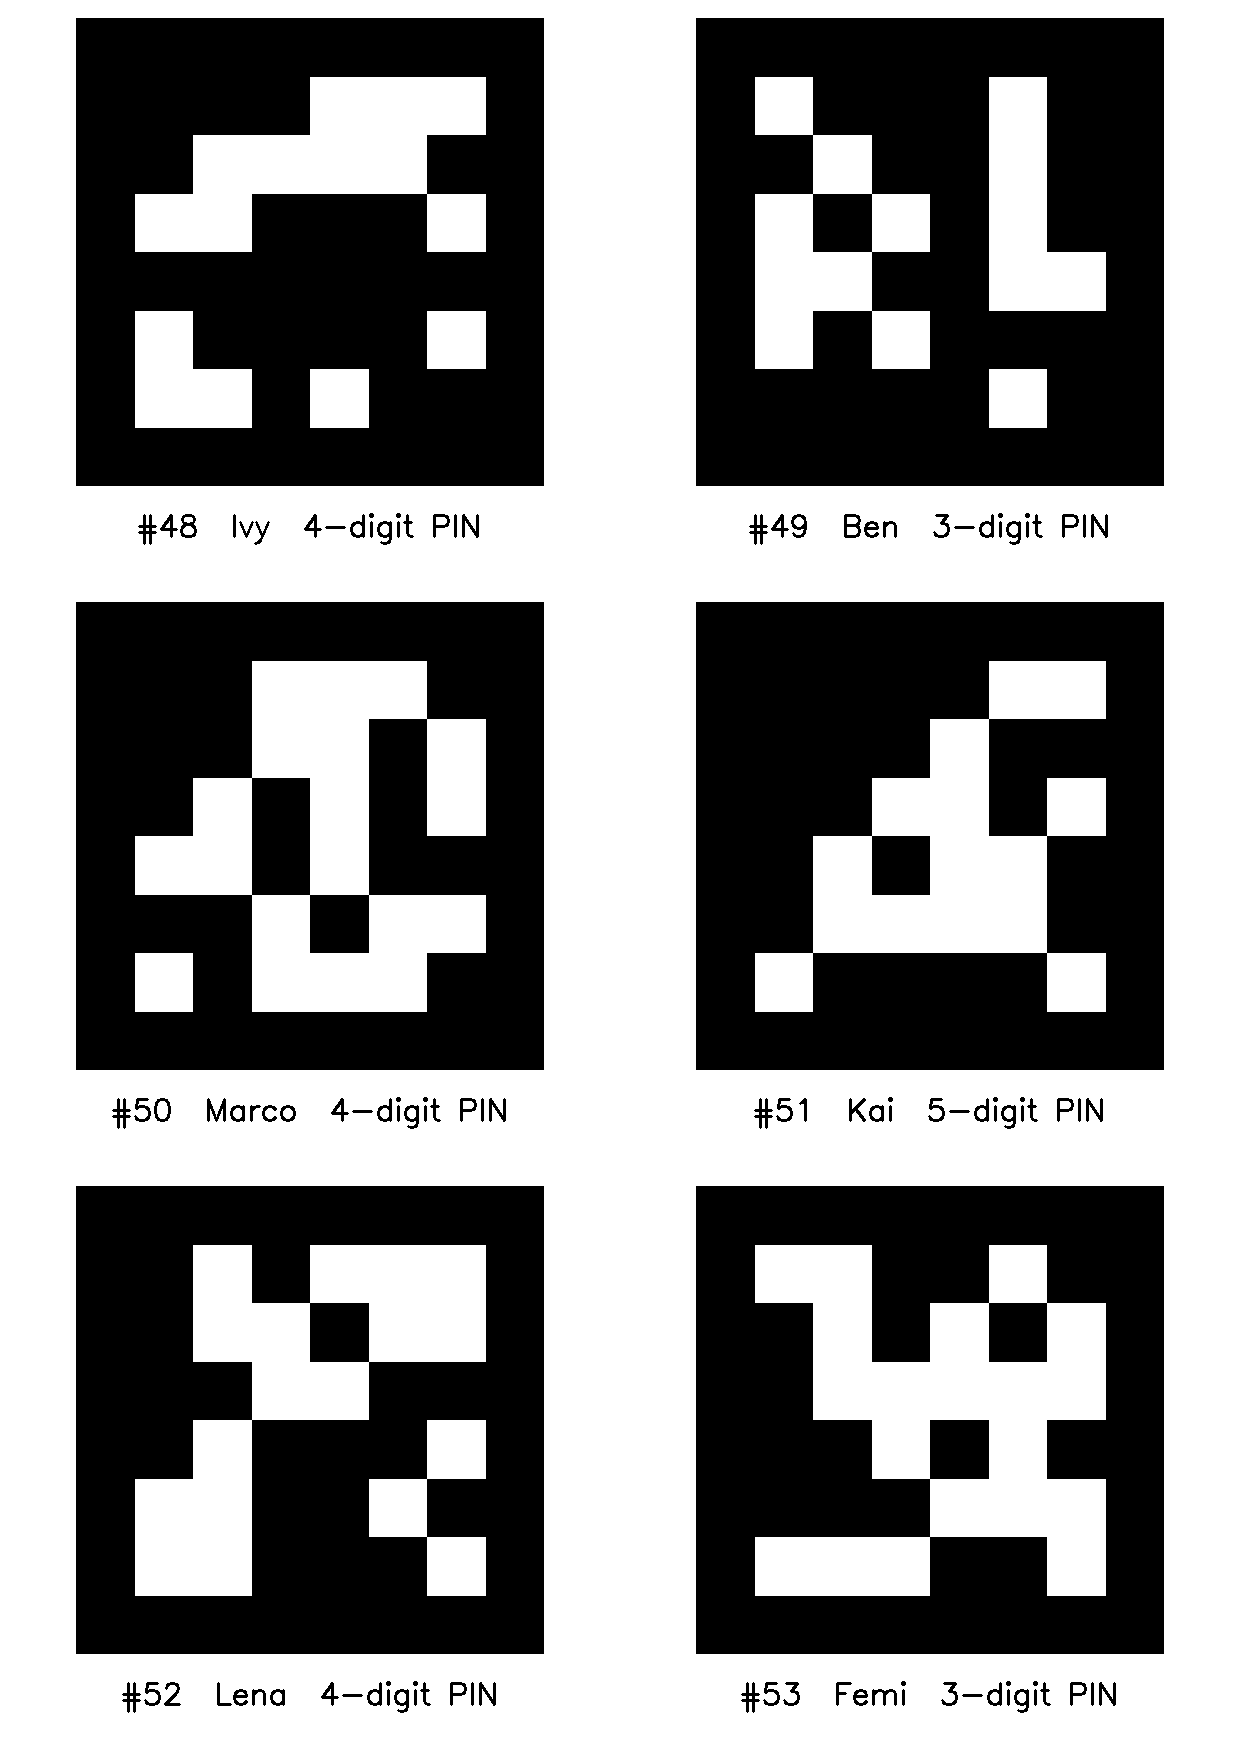 #48 Ivy 4-digit PIN
#49 Ben 3-digit PIN
#50 Marco 4-digit PIN
#51 Kai 5-digit PIN
#52 Lena 4-digit PIN
#53 Femi 3-digit PIN